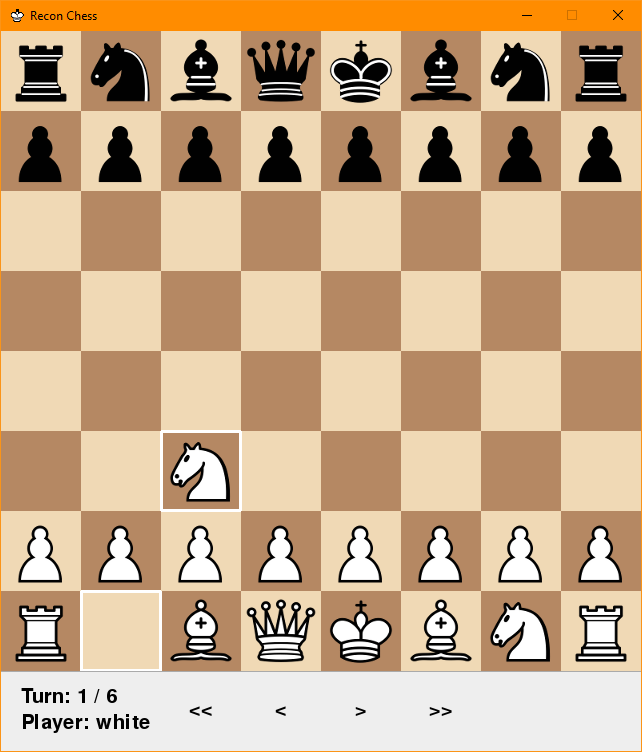 Recon Chess
Turn: 1 / 6
Player: white
<< < > >>